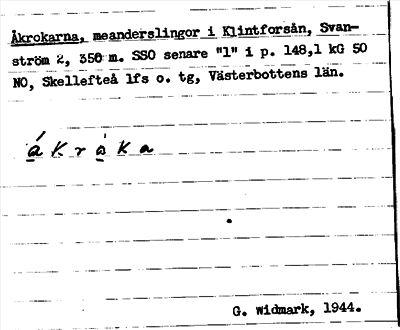 Åkrokarna, meanderslingor i Klintforsån, Svan-
ström 2, 350 m. SSO senare "l" i p. 148,1 kG 50
NO, Skellefteå lfs o. tg, Västerbottens län.
á k r à k a
G. Widmark, 1944.